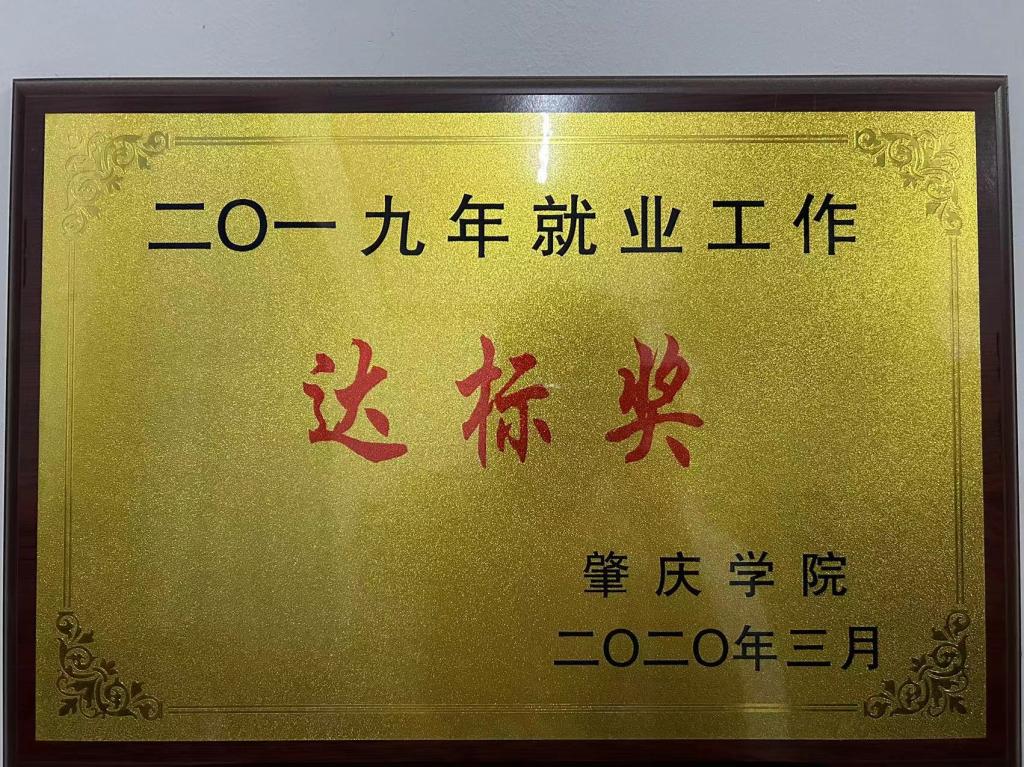 二〇一九年就业工作
达标奖
肇庆学院
二〇二〇年三月